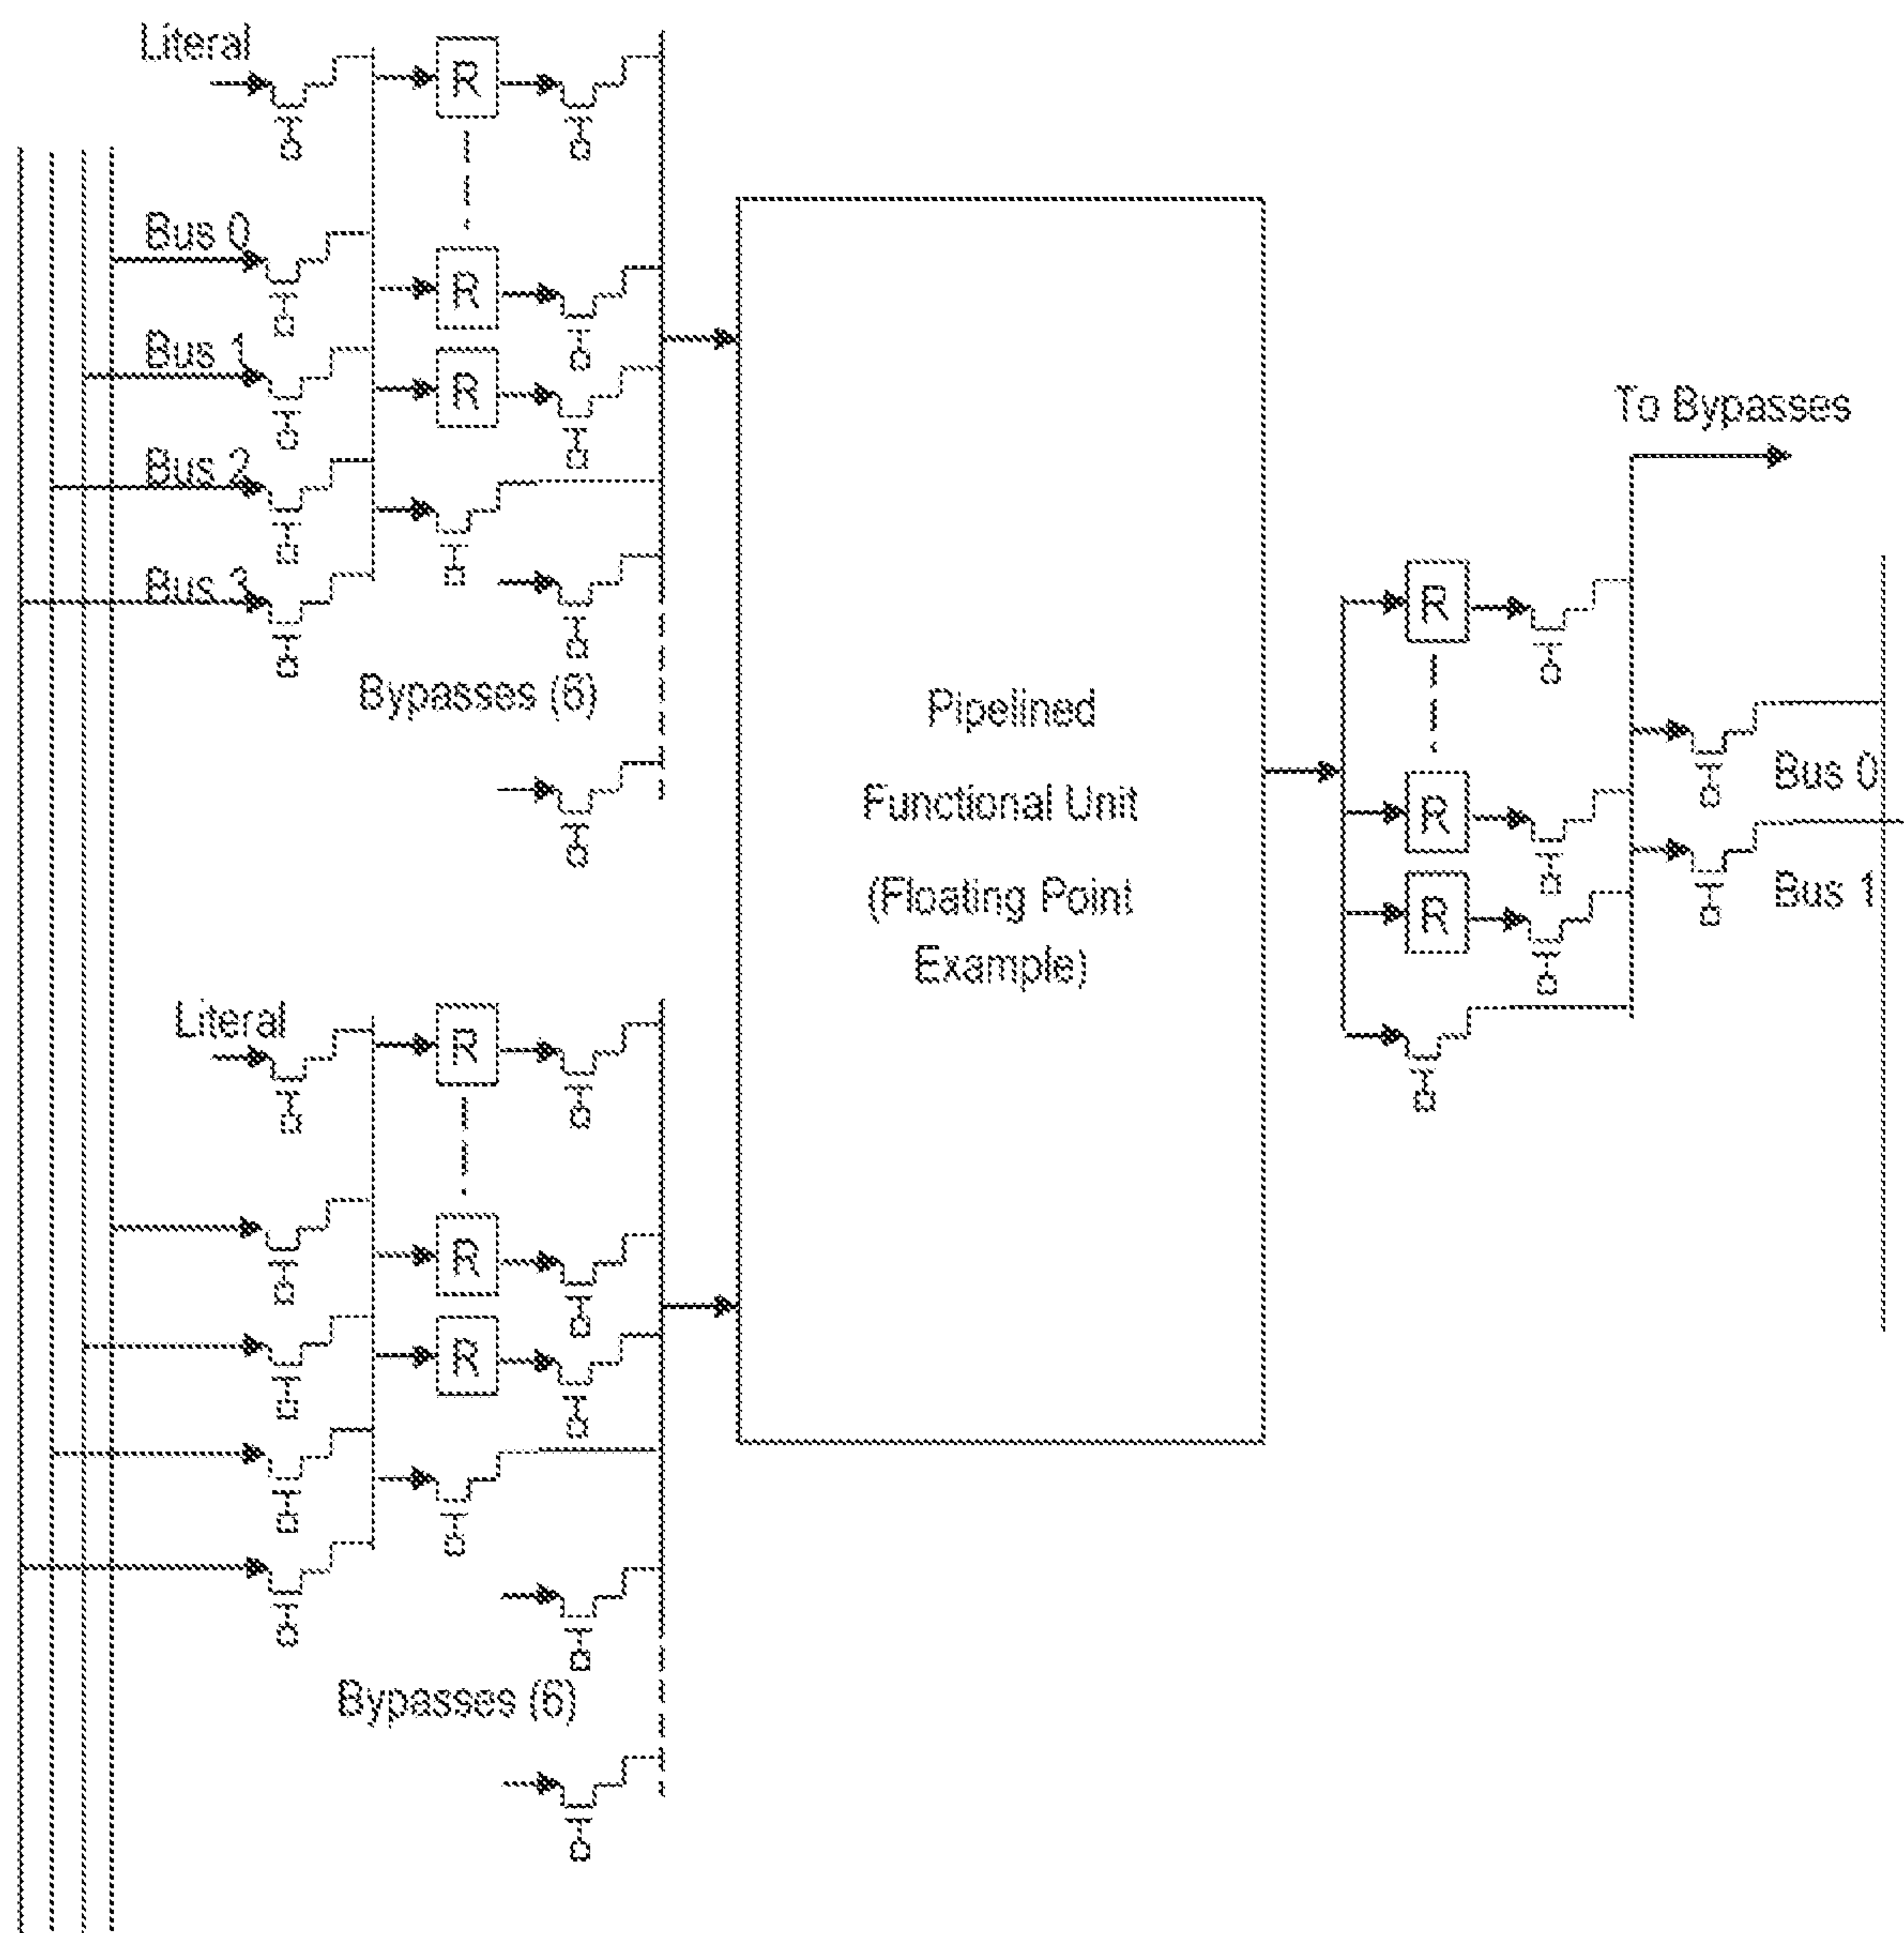 Literal
R
Bus 0
R
Bus 1
R
Bus 2
Bus 3
Bypasses (6)
Literal
R
R
R
Bypasses (6)
Pipelined
Functional Unit
(Floating Point
Example)
To Bypasses
R
R
R
Bus 0
Bus 1